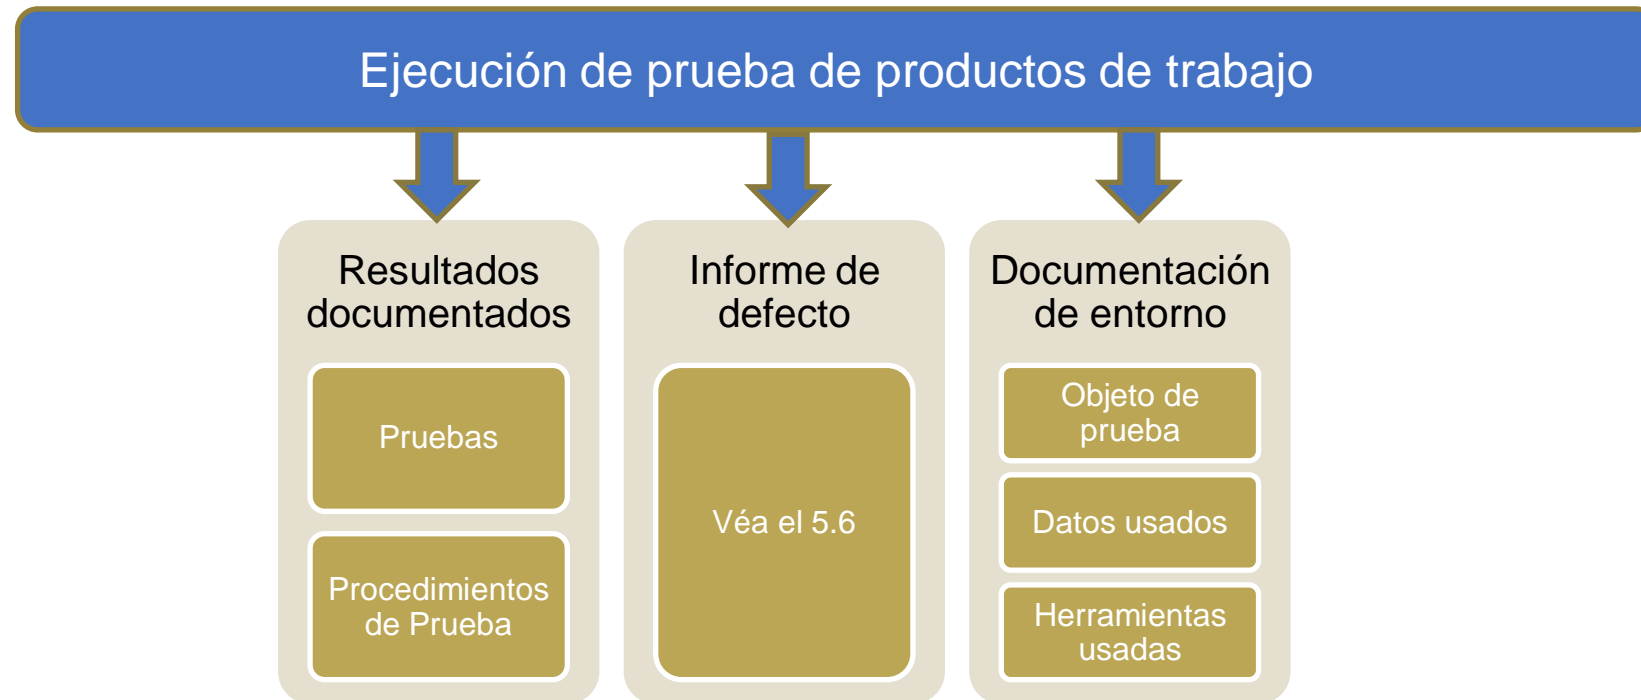 Ejecución de prueba de productos de trabajo
Resultados
documentados
Pruebas
Procedimientos
de Prueba
Informe de
defecto
Véa el 5.6
Documentación
de entorno
Objeto de
prueba
Datos usados
Herramientas
usadas